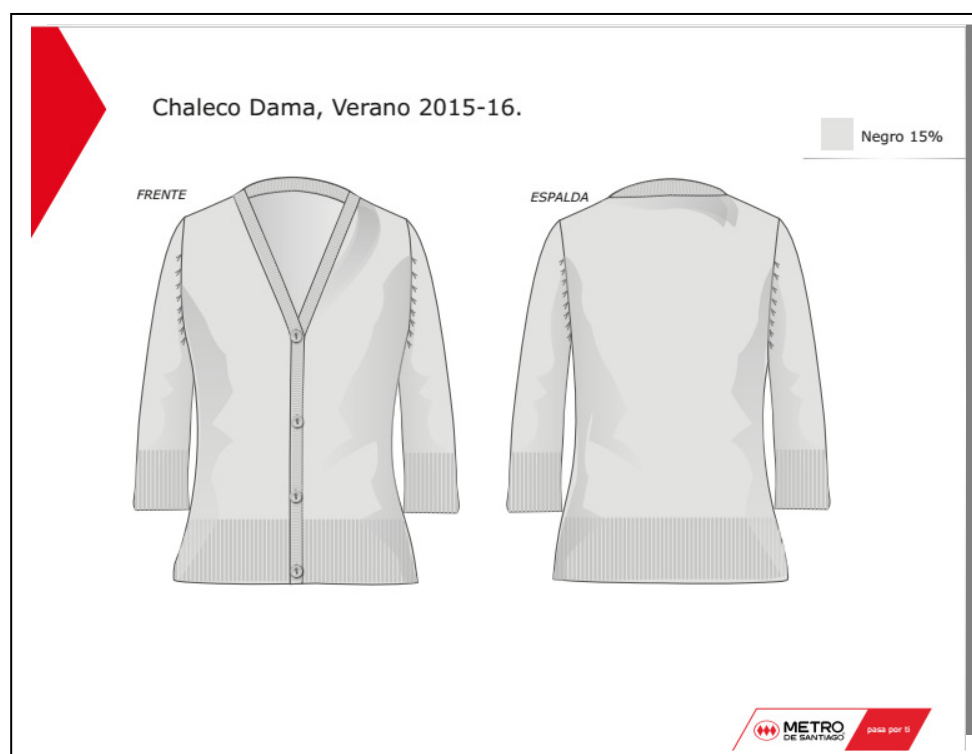 Chaleco Dama, Verano 2015-16.
Negro 15%
FRENTE
ESPALDA
METRO
DE SANTIAGO
pasa por ti